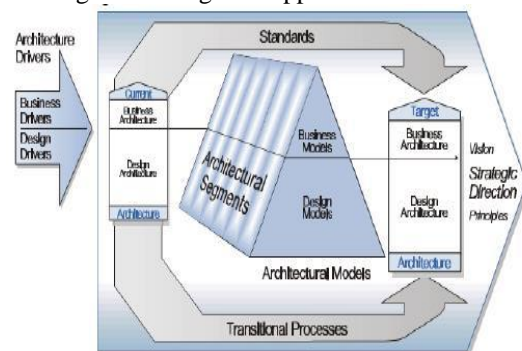 Architecture
Drivers
Business
Drivers
Design
Drivers
Standards
Current
Business
Architecture
Design
Architecture
Architecture
Architectural
Segments
Business
Models
Design
Models
Architectural Models
Target
Business
Architecture
Design
Architecture
Architecture
Vision
Strategic
Direction
Principles
Transitional Processes